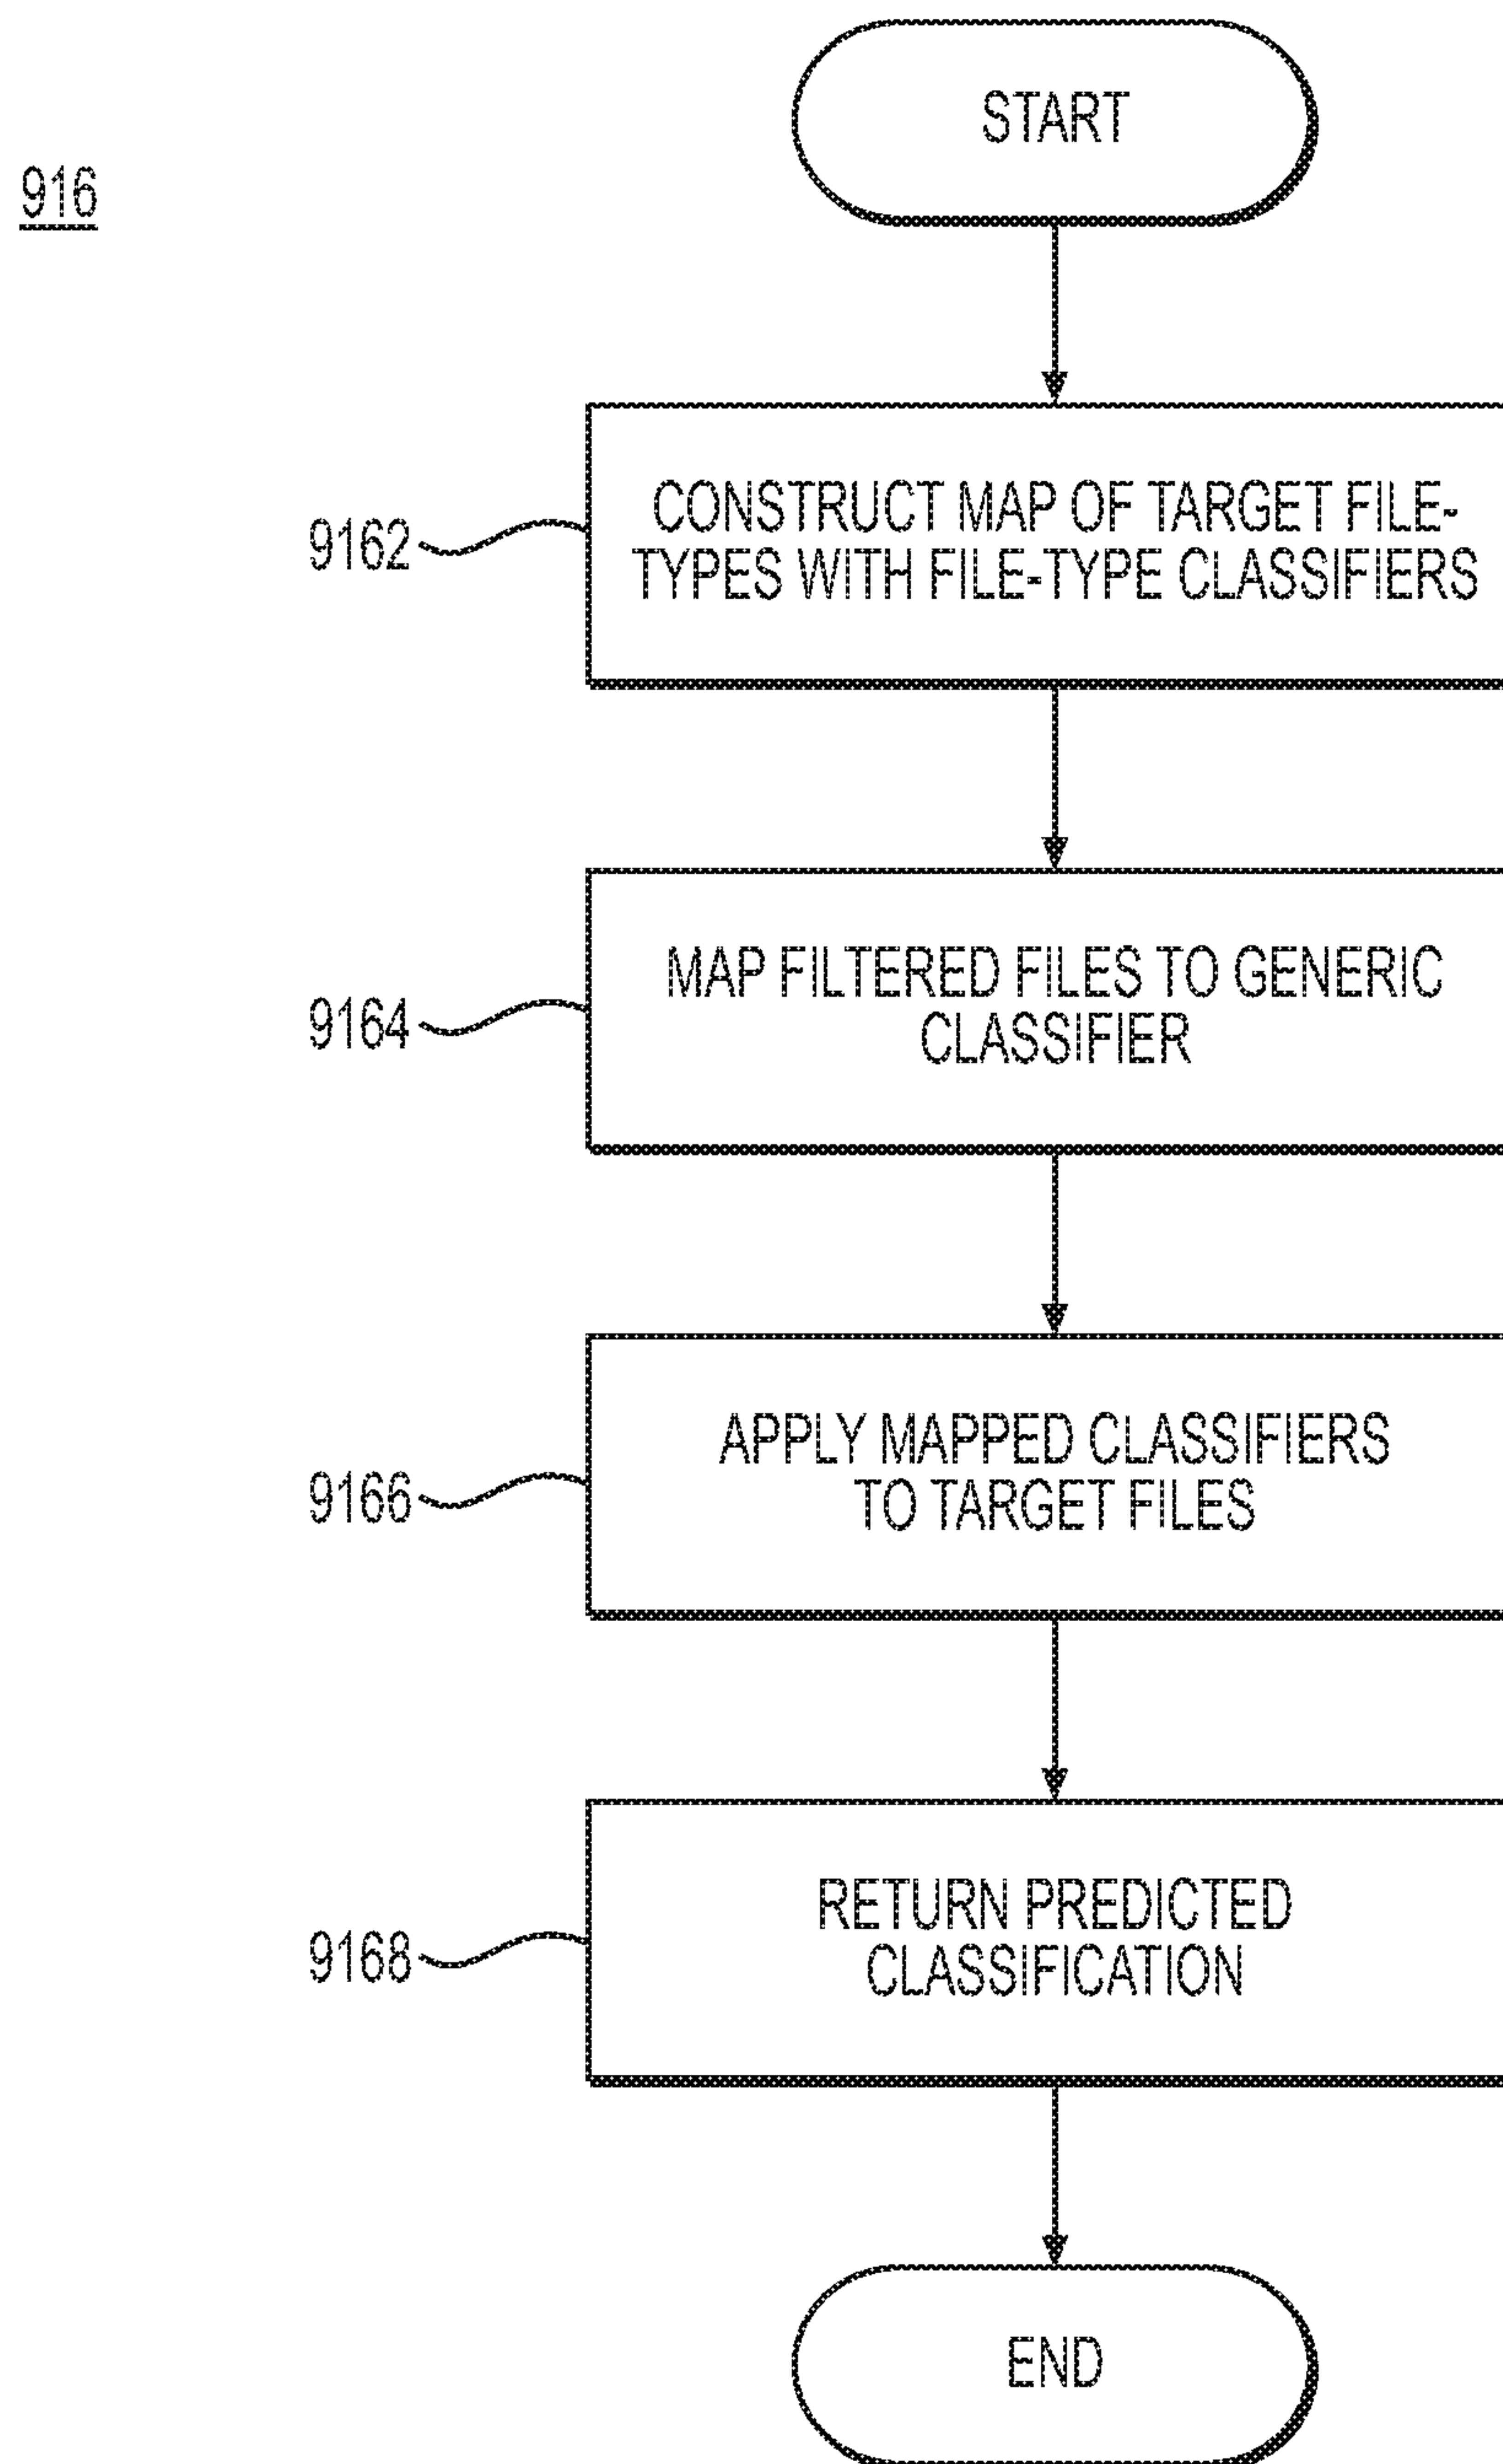 START
916
CONSTRUCT MAP OF TARGET FILE-
TYPES WITH FILE-TYPE CLASSIFIERS
9162
MAP FILTERED FILES TO GENERIC
CLASSIFIER
9164
APPLY MAPPED CLASSIFIERS
TO TARGET FILES
9166
RETURN PREDICTED
CLASSIFICATION
9168
END